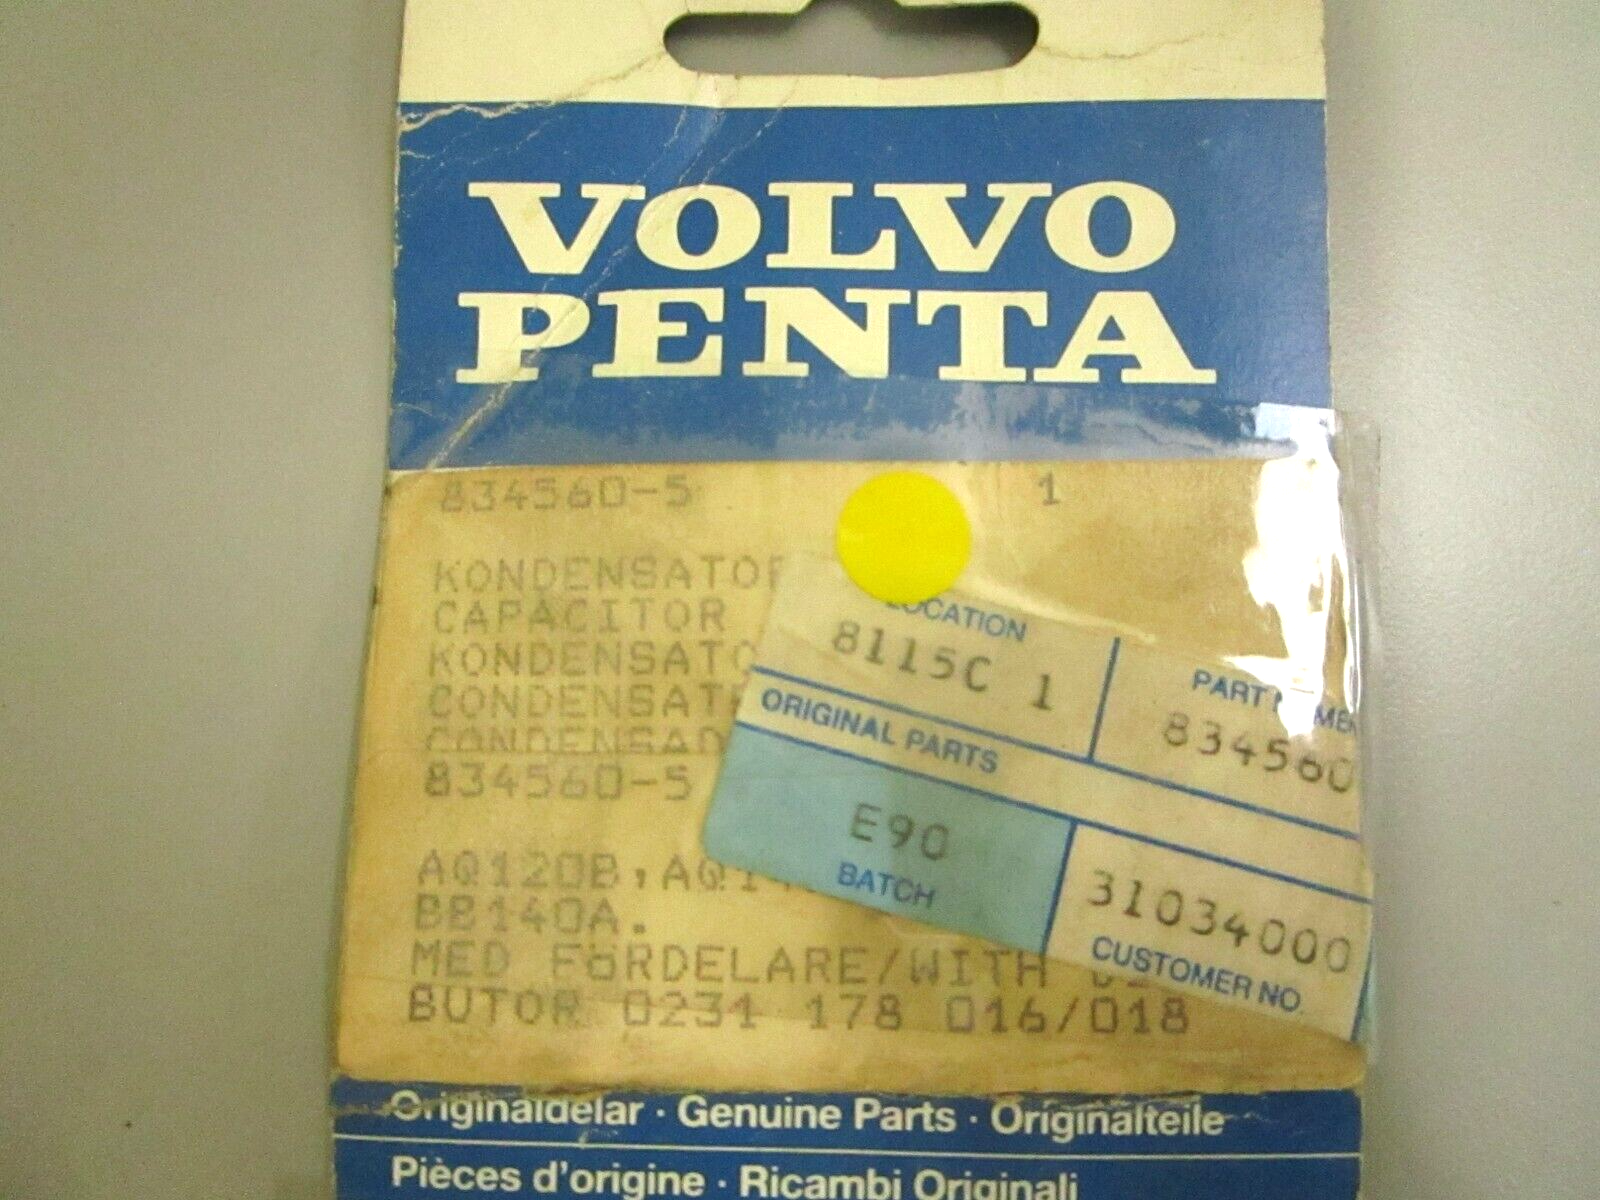 VOLVO
PENTA
834560-5 1
KONDENSATO
CAPACITOR
KONDENSATO
CONDENSAT
CONDENSAD
834560-5
AQ120B, AQ1
BB140A.
MED FÖRDELARE/WITH
BUTOR 0231 178 016/018
LOCATION
8115C 1
PART
834560
ORIGINAL PARTS
E90
BATCH
31034000
CUSTOMER NO.
Originaldelar · Genuine Parts · Originalteile
Pièces d'origine · Ricambi Originali